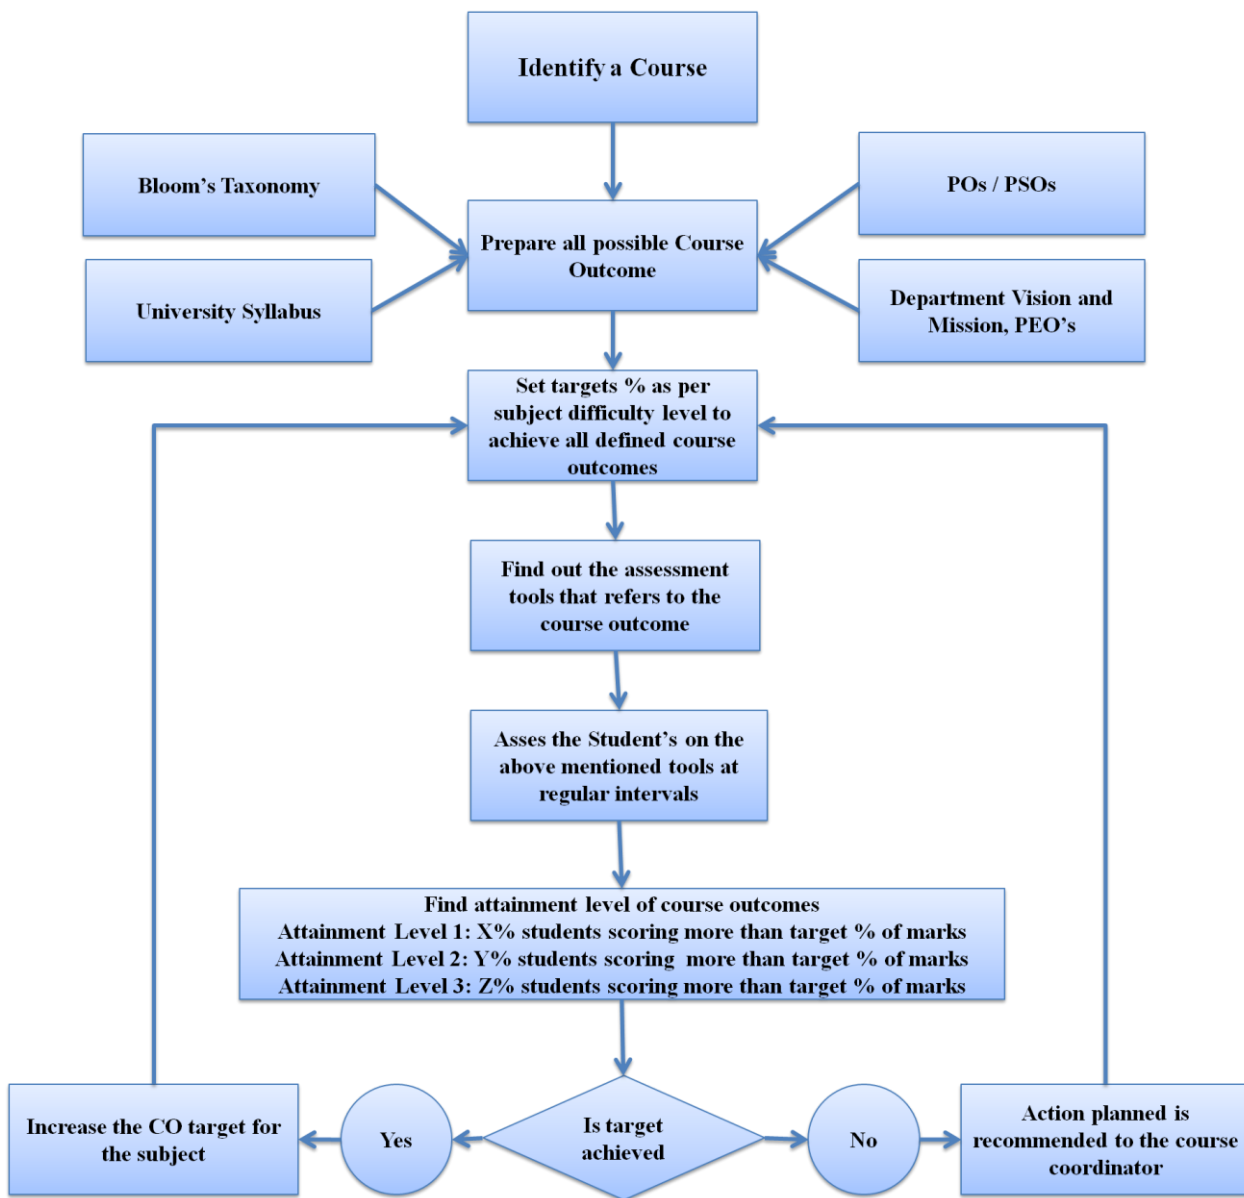 Identify a Course
Bloom's Taxonomy
POs / PSOs
Prepare all possible Course
Outcome
University Syllabus
Department Vision and
Mission, PEO's
Set targets % as per
subject difficulty level to
achieve all defined course
outcomes
Find out the assessment
tools that refers to the
course outcome
Asses the Student's on the
above mentioned tools at
regular intervals
Find attainment level of course outcomes
Attainment Level 1: X% students scoring more than target % of marks
Attainment Level 2: Y% students scoring more than target % of marks
Attainment Level 3: Z% students scoring more than target % of marks
Increase the CO target for
the subject
Yes
Is target
achieved
No
Action planned is
recommended to the course
coordinator